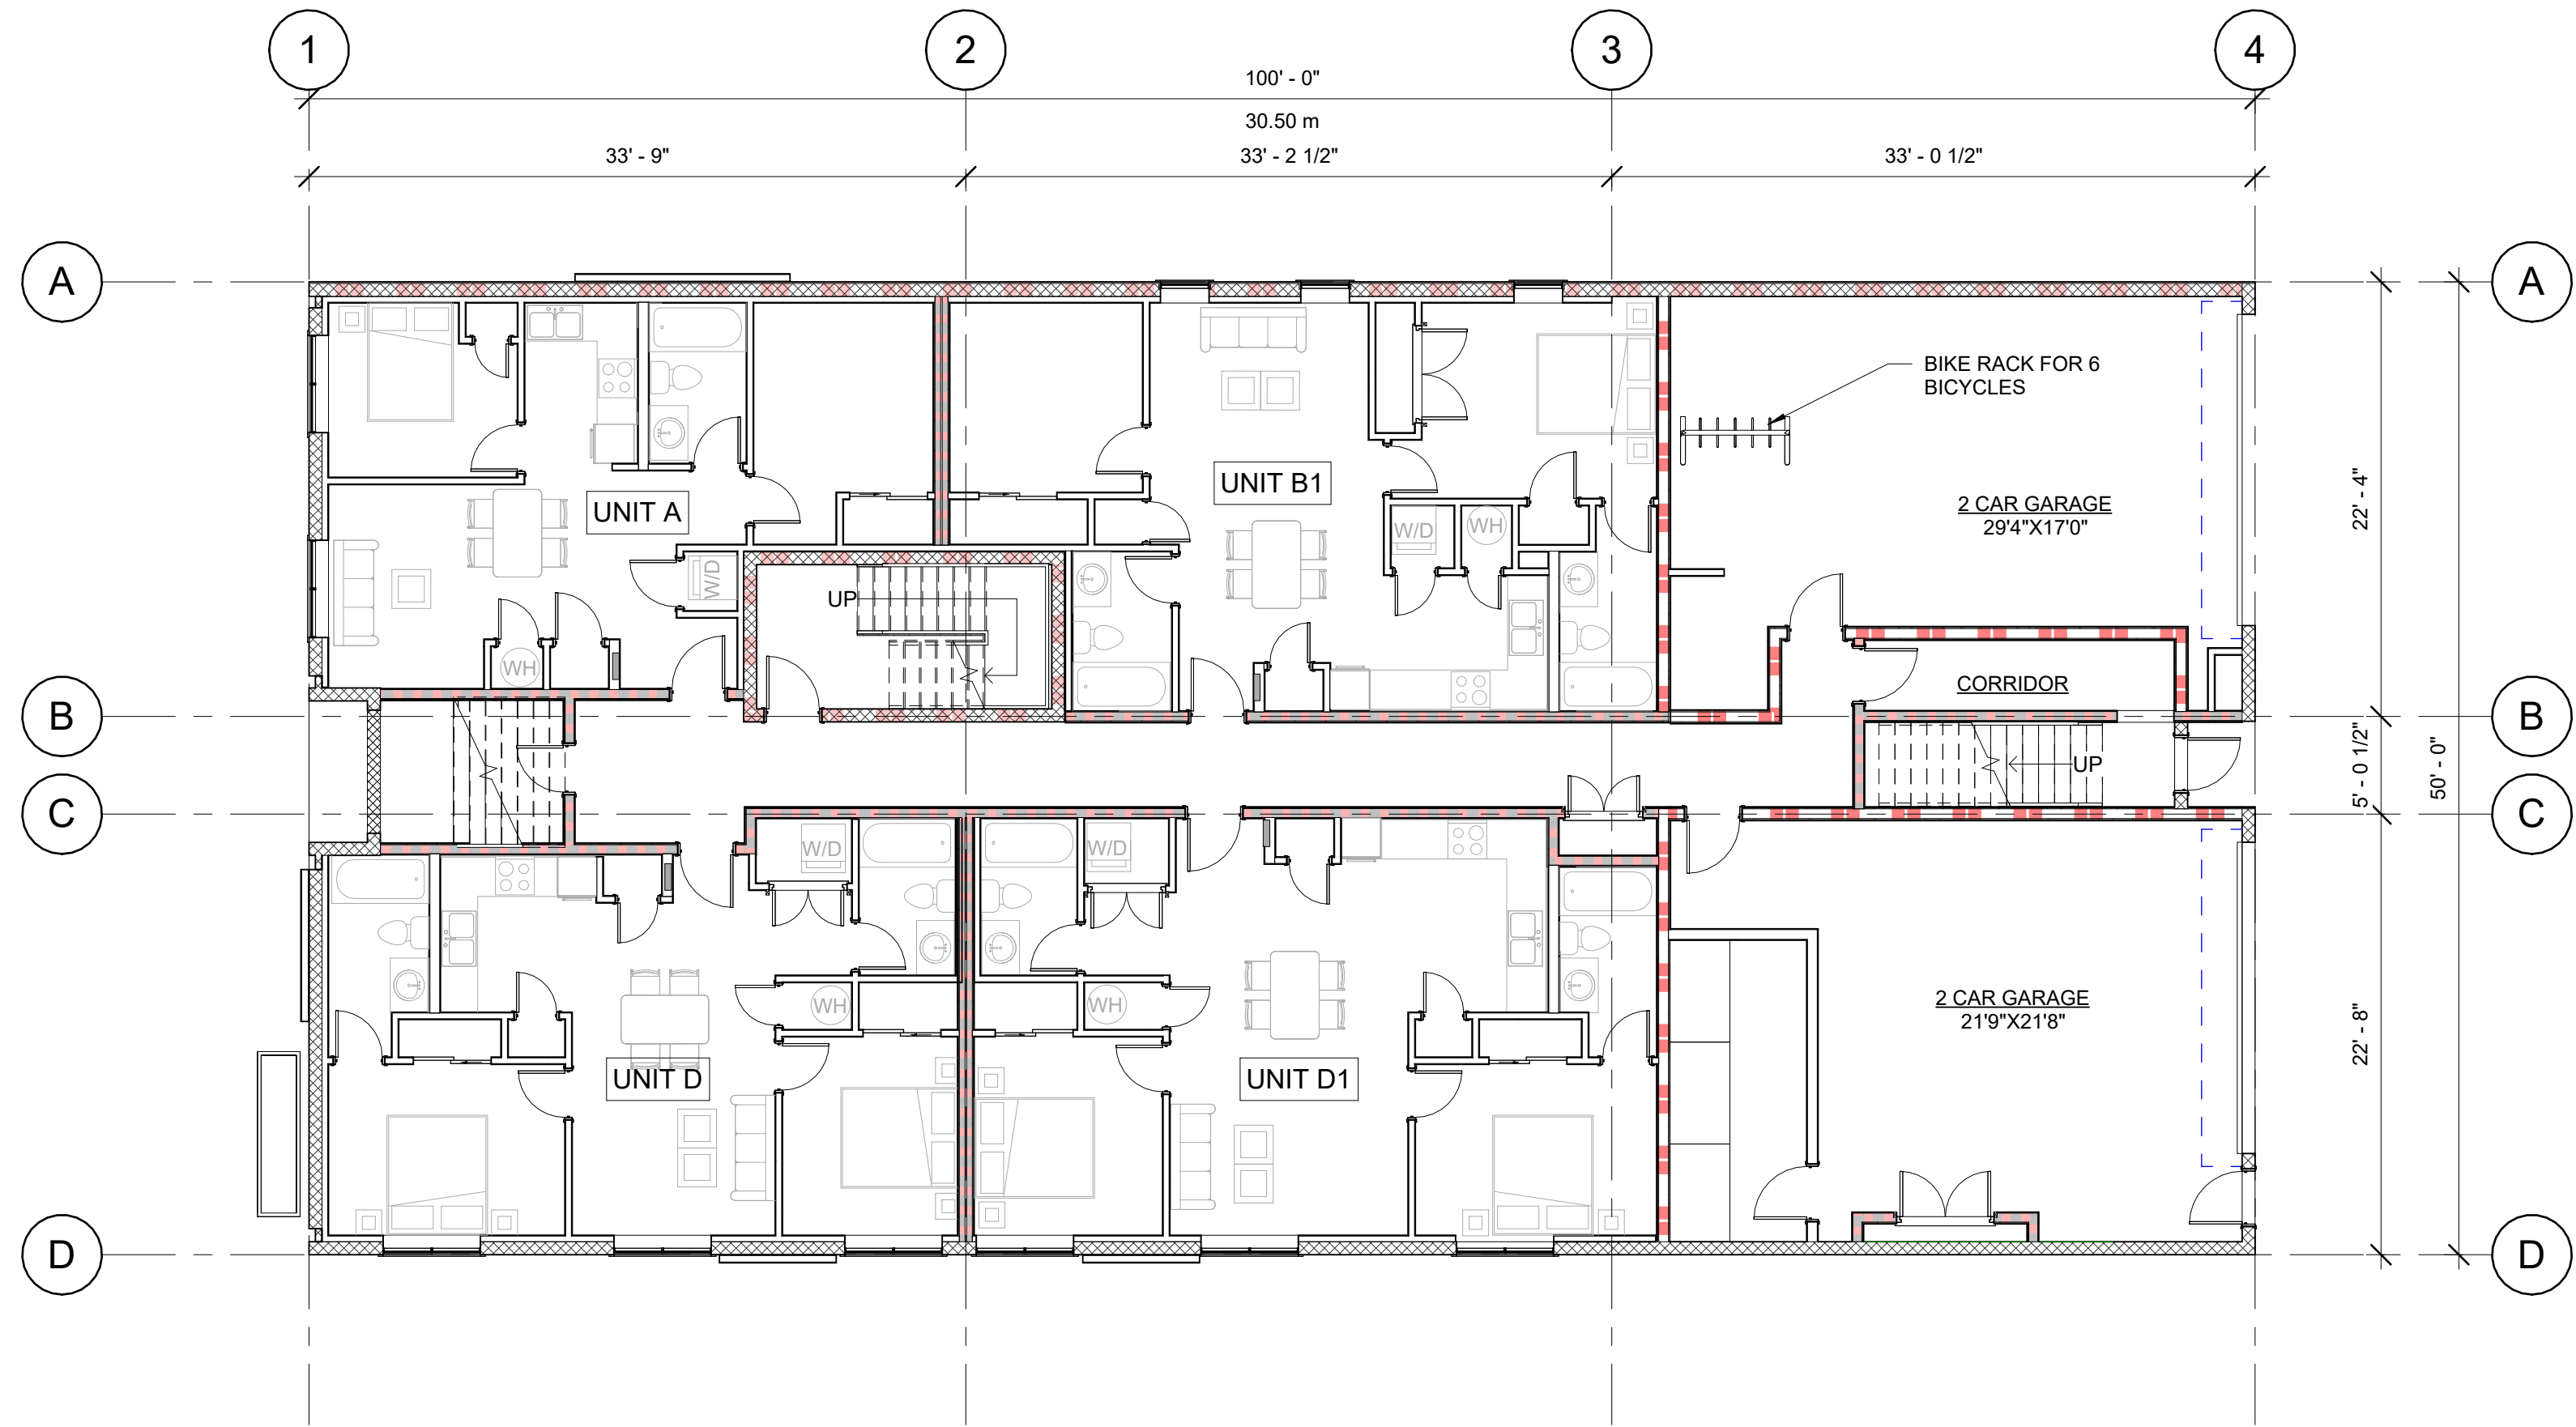 1
2
3
4
100' - 0"
30.50 m
33' - 9"
33' - 2 1/2"
33' - 0 1/2"
A
A
BIKE RACK FOR 6
BICYCLES
UNIT A
UNIT B1
2 CAR GARAGE
29'4"X17'0"
22' - 4"
W/D
WH
W/D
UP
WH
CORRIDOR
B
B
UP
5' - 0 1/2"
50' - 0"
C
C
W/D
W/D
WH
WH
2 CAR GARAGE
21'9"X21'8"
22' - 8"
UNIT D
UNIT D1
D
D